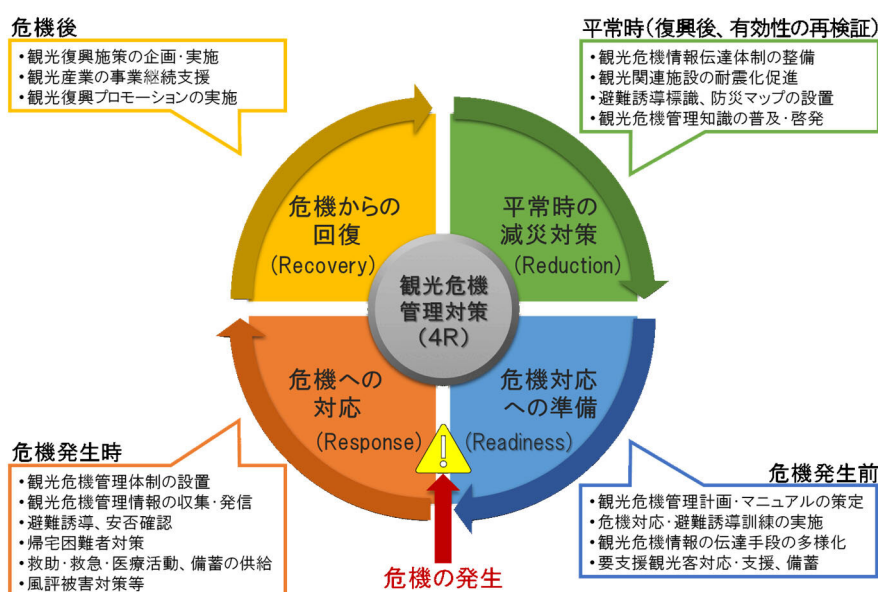 危機後
・観光復興施策の企画・実施
・観光産業の事業継続支援
・観光復興プロモーションの実施
平常時(復興後、有効性の再検証)
・観光危機情報伝達体制の整備
・観光関連施設の耐震化促進
・避難誘導標識、防災マップの設置
・観光危機管理知識の普及・啓発
危機からの
回復
(Recovery)
平常時の
減災対策
(Reduction)
観光危機
管理対策
(4R)
危機への
対応
(Response)
危機対応
への準備
(Readiness)
危機発生時
・観光危機管理体制の設置
・観光危機管理情報の収集・発信
・避難誘導、安否確認
・帰宅困難者対策
・救助・救急・医療活動、備蓄の供給
・風評被害対策等
危機発生前
・観光危機管理計画・マニュアルの策定
・危機対応・避難誘導訓練の実施
・観光危機情報の伝達手段の多様化
・要支援観光客対応・支援、備蓄
!
危機の発生